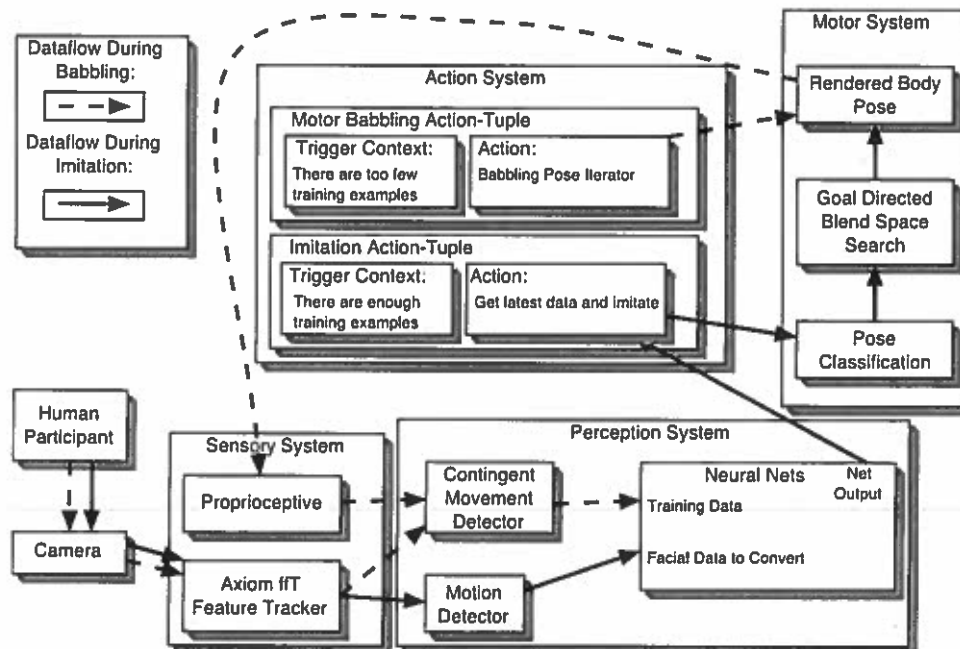 Dataflow During
Babbling:
Dataflow During
Imitation:
Action System
Motor Babbling Action-Tuple
Trigger Context:
There are too few
training examples
Action:
Babbling Pose Iterator
Imitation Action-Tuple
Trigger Context:
There are enough
training examples
Action:
Get latest data and imitate
Motor System
Rendered Body
Pose
Goal Directed
Blend Space
Search
Pose
Classification
Human
Participant
Camera
Sensory System
Proprioceptive
Axiom ffT
Feature Tracker
Perception System
Contingent
Movement
Detector
Motion
Detector
Neural Nets
Net
Output
Training Data
Facial Data to Convert